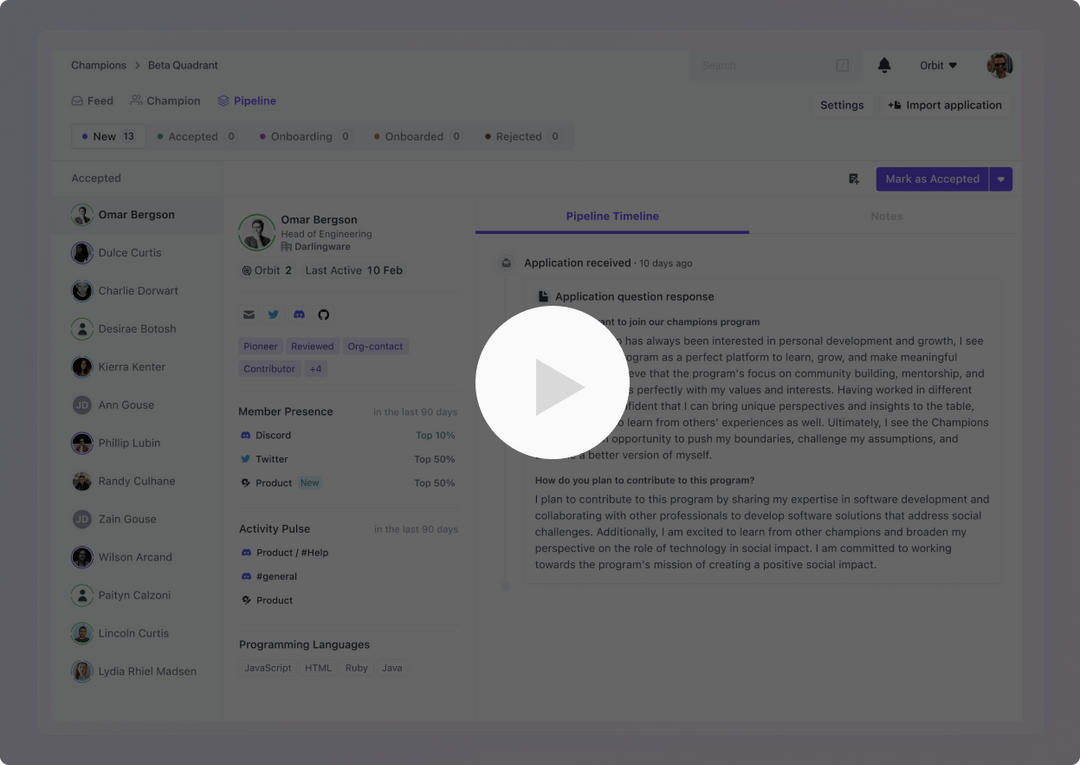 Champions > Beta Quadrant
Search /
Orbit
Feed Champion Pipeline
Settings Import application
New 13 Accepted 0 Onboarding 0 Onboarded 0 Rejected 0
Accepted
Mark as Accepted
Omar Bergson
Dulce Curtis
Charlie Dorwart
Desirae Botosh
Kierra Kenter
JD Ann Gouse
Phillip Lubin
Randy Culhane
JD Zain Gouse
Wilson Arcand
Paityn Calzoni
Lincoln Curtis
Lydia Rhiel Madsen
Omar Bergson
Head of Engineering
Darlingware
Orbit 2 Last Active 10 Feb
Pioneer Reviewed Org-contact
Contributor +4
Member Presence in the last 90 days
Discord Top 10%
Twitter Top 50%
Product New Top 50%
Activity Pulse in the last 90 days
Product / #Help
#general
Product
Programming Languages
JavaScript HTML Ruby Java
Pipeline Timeline Notes
Application received · 10 days ago
Application question response
to join our champions program
has always been interested in personal development and growth, I see
as a perfect platform to learn, grow, and make meaningful
that the program's focus on community building, mentorship, and
perfectly with my values and interests. Having worked in different
that I can bring unique perspectives and insights to the table,
learn from others' experiences as well. Ultimately, I see the Champions
opportunity to push my boundaries, challenge my assumptions, and
a better version of myself.
How do you plan to contribute to this program?
I plan to contribute to this program by sharing my expertise in software development and
collaborating with other professionals to develop software solutions that address social
challenges. Additionally, I am excited to learn from other champions and broaden my
perspective on the role of technology in social impact. I am committed to working
towards the program's mission of creating a positive social impact.